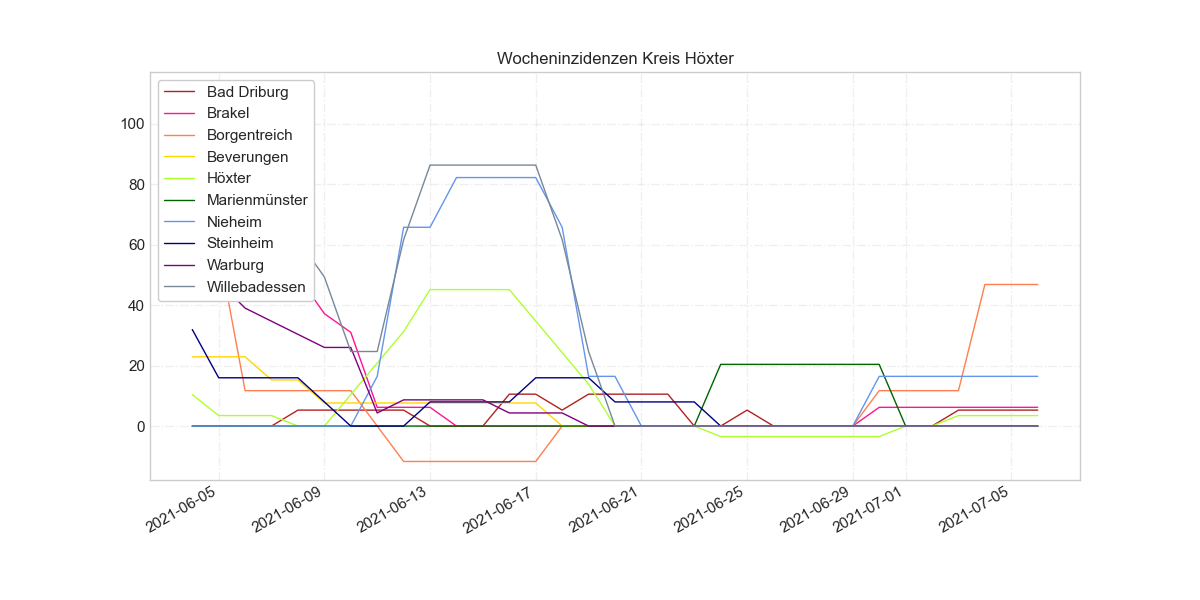 Wocheninzidenzen Kreis Höxter
Bad Driburg
Brakel
Borgentreich
Beverungen
Höxter
Marienmünster
Nieheim
Steinheim
Warburg
Willebadessen
100
80
60
40
20
0
2021-06-05
2021-06-09
2021-06-13
2021-06-17
2021-06-21
2021-06-25
2021-06-29
2021-07-01
2021-07-05